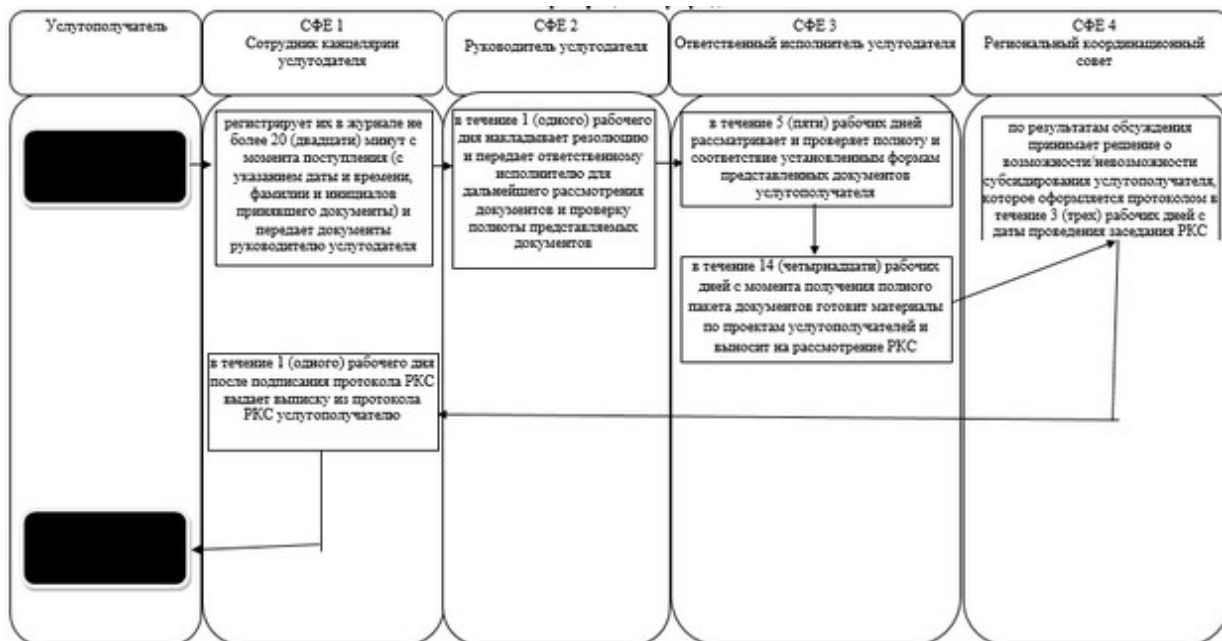 Услугополучатель
СФЕ 1
Сотрудник канцелярии
услугодателя
СФЕ 2
Руководитель услугодателя
СФЕ 3
Ответственный исполнитель услугодателя
СФЕ 4
Региональный координационный
совет
регистрирует их в журнале не
более 20 (двадцати) минут с
момента поступления (с
указанием даты и времени,
фамилии и инициалов
принявшего документы) и
передает документы
руководителю услугодателя
в течение 1 (одного) рабочего
дня накладывает резолюцию
и передает ответственному
исполнителю для
дальнейшего рассмотрения
документов и проверку
полноты представляемых
документов
в течение 5 (пяти) рабочих дней
рассматривает и проверяет полноту и
соответствие установленным формам
представленных документов
услугополучателя
по результатам обсуждения
принимает решение о
возможности/невозможности
субсидирования услугополучателя,
которое оформляется протоколом в
течение 3 (трех) рабочих дней с
даты проведения заседания РКС
в течение 14 (четырнадцати) рабочих
дней с момента получения полного
пакета документов готовит материалы
по проектам услугополучателей и
выносит на рассмотрение РКС
в течение 1 (одного) рабочего дня
после подписания протокола РКС
выдает выписку из протокола
РКС услугополучателю